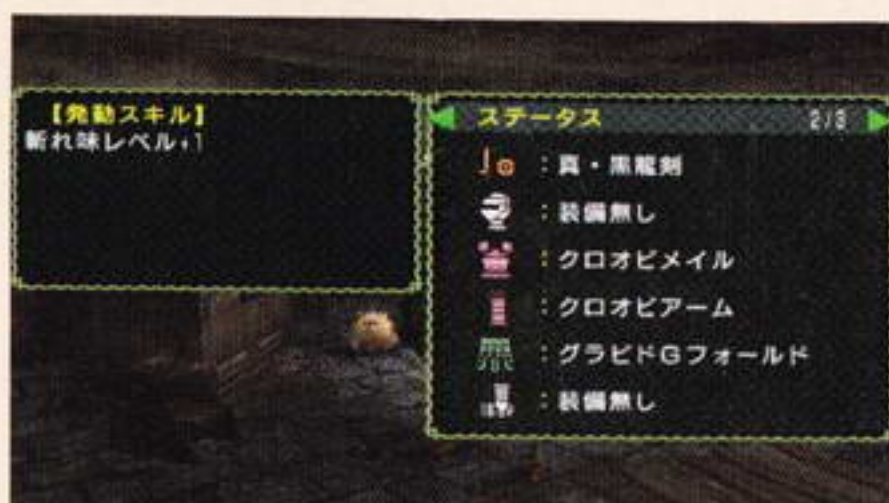 【発動スキル】
斬れ味レベル+1
ステータス 2/3
：真・黒龍剣
：装備無し
：クロオビメイル
：クロオビアーム
：グラビドGフォールド
：装備無し